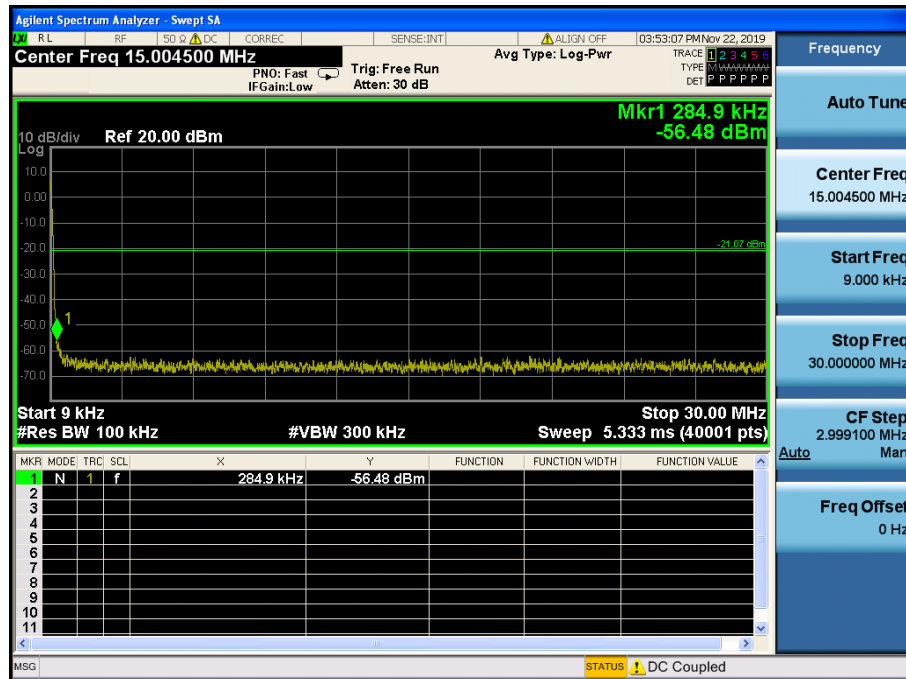 Agilent Spectrum Analyzer - Swept SA
LXI RL RF 50 Ω DC CORREC SENSE:INT ALIGN OFF 03:53:07 PM Nov 22, 2019
Center Freq 15.004500 MHz
PNO: Fast
IFGain:Low
Trig: Free Run
Atten: 30 dB
Avg Type: Log-Pwr
TRACE 1 2 3 4 5 6
TYPE M
DET P P P P P P
Mkr1 284.9 kHz
-56.48 dBm
10 dB/div Ref 20.00 dBm
Log
10.0
0.00
-10.0
-20.0
-21.07 dBm
-30.0
-40.0
-50.0
1
-60.0
-70.0
Start 9 kHz Stop 30.00 MHz
#Res BW 100 kHz #VBW 300 kHz Sweep 5.333 ms (40001 pts)
MKR MODE TRC SCL X Y FUNCTION FUNCTION WIDTH FUNCTION VALUE
1 N 1 f 284.9 kHz -56.48 dBm
2
3
4
5
6
7
8
9
10
11
MSG STATUS DC Coupled
Frequency
Auto Tune
Center Freq
15.004500 MHz
Start Freq
9.000 kHz
Stop Freq
30.000000 MHz
CF Step
2.999100 MHz
Auto Man
Freq Offset
0 Hz